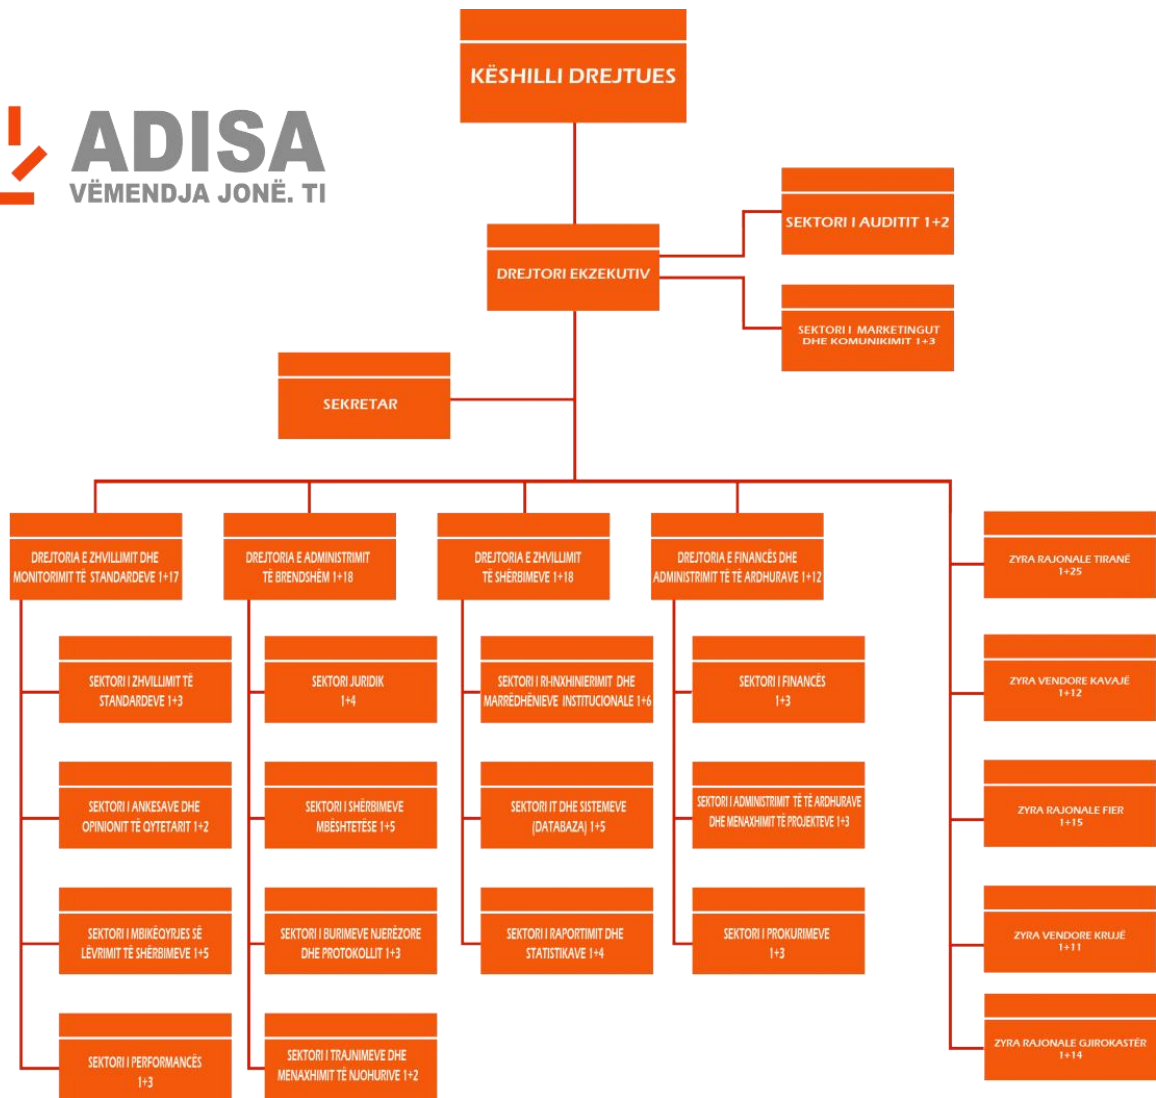 KËSHILLI DREJTUES
ADISA
VËMENDJA JONË. TI
SEKTORI I AUDITIT 1+2
DREJTORI EKZEKUTIV
SEKTORI I MARKETINGUT
DHE KOMUNIKIMIT 1+3
SEKRETAR
DREJTORIA E ZHVILLIMIT DHE
MONITORIMIT TË STANDARDEVE 1+17
DREJTORIA E ADMINISTRIMIT
TË BRENDSHËM 1+18
DREJTORIA E ZHVILLIMIT
TË SHËRBIMEVE 1+18
DREJTORIA E FINANCËS DHE
ADMINISTRIMIT TË TË ARDHURAVE 1+12
ZYRA RAJONALE TIRANË
1+25
SEKTORI I ZHVILLIMIT TË
STANDARDEVE 1+3
SEKTORI JURIDIK
1+4
SEKTORI I RI-INXHINIERIMIT DHE
MARRËDHËNIEVE INSTITUCIONALE 1+6
SEKTORI I FINANCËS
1+3
ZYRA VENDORE KAVAJË
1+12
SEKTORI I ANKESAVE DHE
OPINIONIT TË QYTETARIT 1+2
SEKTORI I SHËRBIMEVE
MBËSHTETËSE 1+5
SEKTORI IT DHE SISTEMEVE
(DATABAZA) 1+5
SEKTORI I ADMINISTRIMIT TË TË ARDHURAVE
DHE MENAXHIMIT TË PROJEKTEVE 1+3
ZYRA RAJONALE FIER
1+15
SEKTORI I MBIKËQYRJES SË
LËVRIMIT TË SHËRBIMEVE 1+5
SEKTORI I BURIMEVE NJERËZORE
DHE PROTOKOLLIT 1+3
SEKTORI I RAPORTIMIT DHE
STATISTIKAVE 1+4
SEKTORI I PROKURIMEVE
1+3
ZYRA VENDORE KRUJË
1+11
SEKTORI I PERFORMANCËS
1+3
SEKTORI I TRAJNIMEVE DHE
MENAXHIMIT TË NJOHURIVE 1+2
ZYRA RAJONALE GJIROKASTËR
1+14